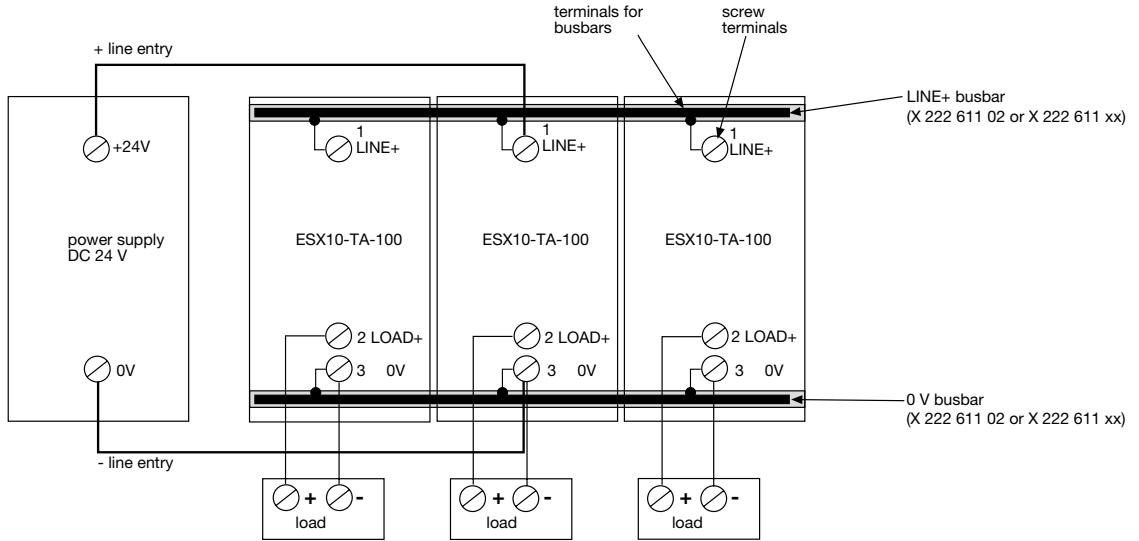 terminals for
busbars
screw
terminals
+ line entry
LINE+ busbar
(X 222 611 02 or X 222 611 xx)
+24V
1
LINE+
1
LINE+
1
LINE+
power supply
DC 24 V
ESX10-TA-100
ESX10-TA-100
ESX10-TA-100
2 LOAD+
2 LOAD+
2 LOAD+
0V
3 0V
3 0V
3 0V
0 V busbar
(X 222 611 02 or X 222 611 xx)
- line entry
+ -
load
+ -
load
+ -
load